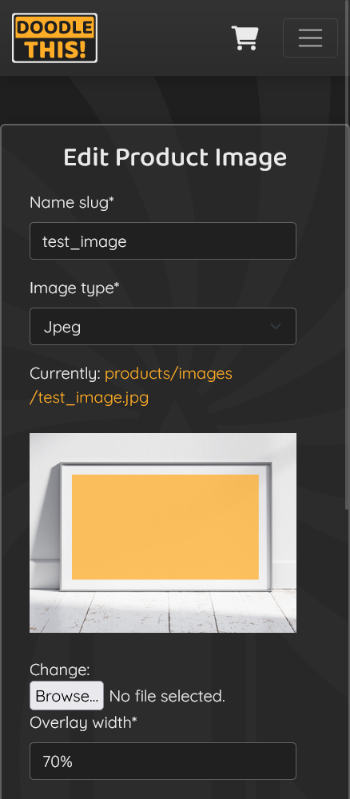 DOODLE
THIS!
Edit Product Image
Name slug*
test_image
Image type*
Jpeg
Currently: products/images
/test_image.jpg
Change:
Browse... No file selected.
Overlay width*
70%